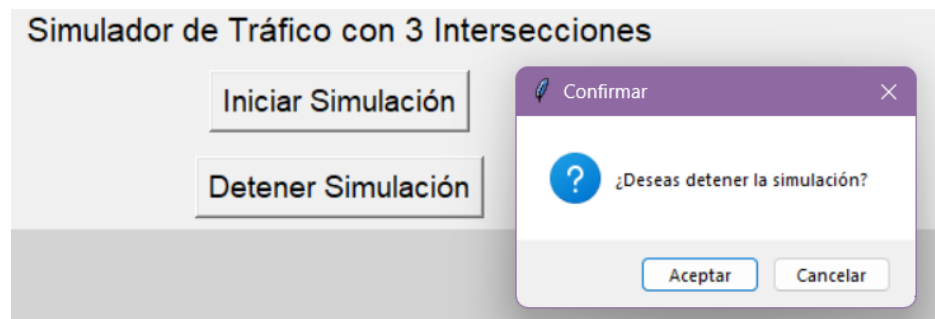 Simulador de Tráfico con 3 Intersecciones
Iniciar Simulación
Detener Simulación
Confirmar
¿Deseas detener la simulación?
Aceptar
Cancelar